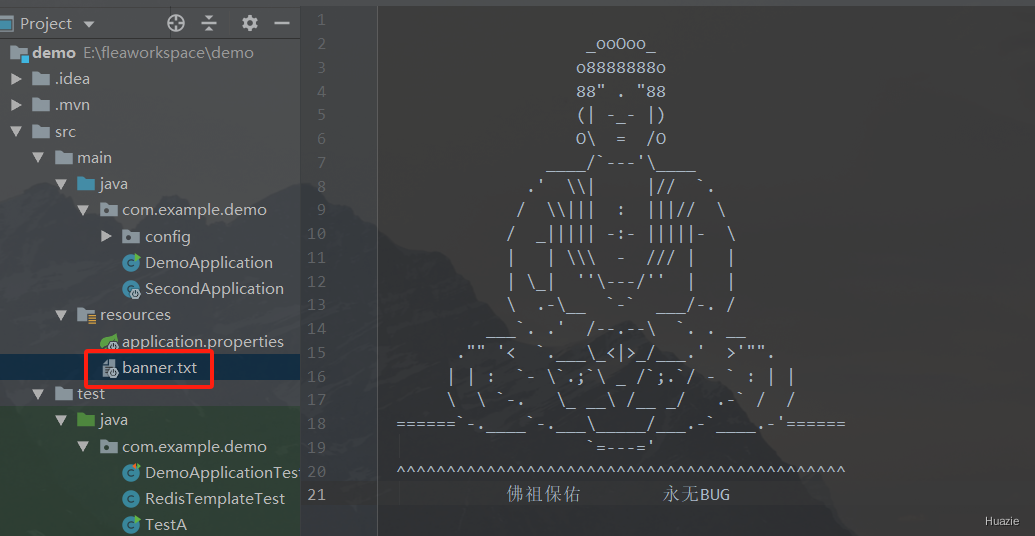 Project
demo E:\fleaworkspace\demo
.idea
.mvn
src
main
java
com.example.demo
config
DemoApplication
SecondApplication
resources
application.properties
banner.txt
test
java
com.example.demo
DemoApplicationTest
RedisTemplateTest
TestA
1
2                    _ooOoo_
3                   o8888888o
4                   88" . "88
5                   (| -_- |)
6                   O\  =  /O
7                ____/`---'\____
8              .'  \\|     |//  `.
9             /  \\|||  :  |||//  \
10           /  _||||| -:- |||||-  \
11           |   | \\\  -  /// |   |
12           | \_|  ''\---/''  |   |
13           \  .-\__  `-`  ___/-. /
14         ___`. .'  /--.--\  `. . __
15      ."" '<  `.___\_<|>_/___.'  >'"".
16     | | :  `- \`.;`\ _ /`;.`/ - ` : | |
17     \  \ `-.   \_ __\ /__ _/   .-` /  /
18 ======`-.____`-.___\_____/___.-`____.-'======
19                    `=---='
20 ^^^^^^^^^^^^^^^^^^^^^^^^^^^^^^^^^^^^^^^^^^^^^
21            佛祖保佑        永无BUG
Huazie